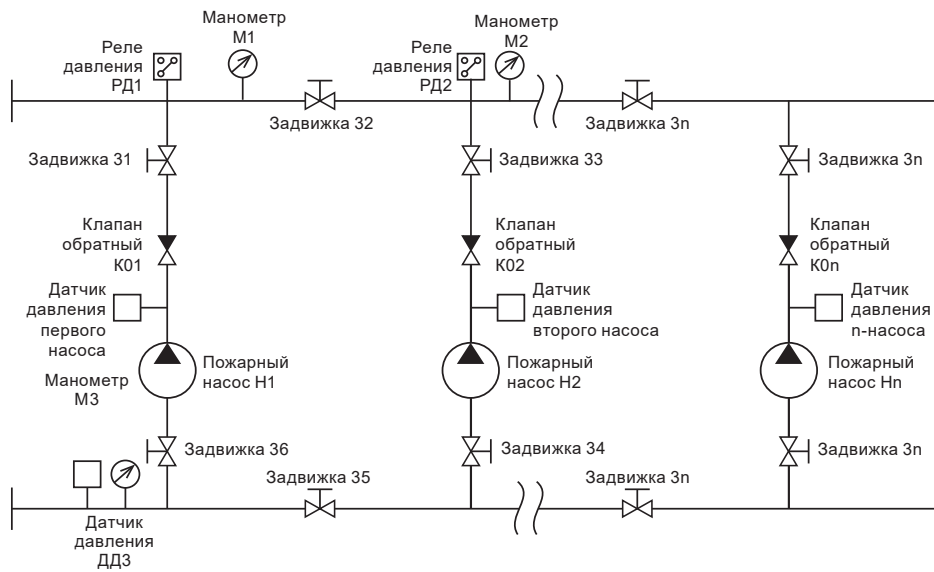 Манометр
М1
Реле
давления
РД1
Реле
давления
РД2
Манометр
М2
Задвижка 32
Задвижка 3n
Задвижка 31
Задвижка 33
Задвижка 3n
Клапан
обратный
К01
Клапан
обратный
К02
Клапан
обратный
К0n
Датчик
давления
первого
насоса
Датчик
давления
второго насоса
Датчик
давления
n-насоса
Пожарный
насос Н1
Пожарный
насос Н2
Пожарный
насос Нn
Манометр
М3
Задвижка 36
Задвижка 34
Задвижка 3n
Задвижка 35
Задвижка 3n
Датчик
давления
ДД3